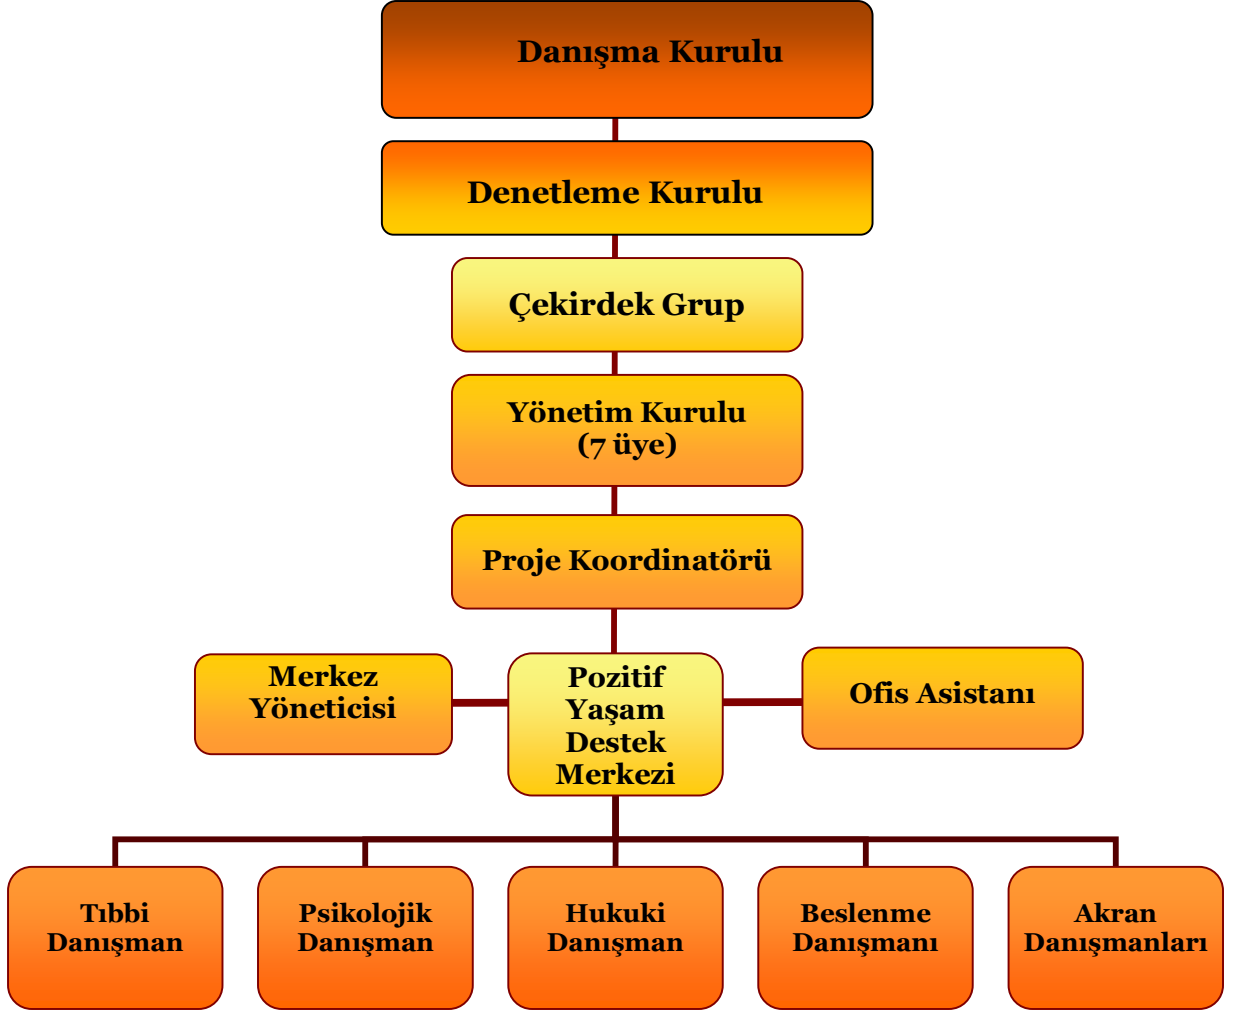 Danışma Kurulu
Denetleme Kurulu
Çekirdek Grup
Yönetim Kurulu
(7 üye)
Proje Koordinatörü
Merkez
Yöneticisi
Pozitif
Yaşam
Destek
Merkezi
Ofis Asistanı
Tıbbi
Danışman
Psikolojik
Danışman
Hukuki
Danışman
Beslenme
Danışmanı
Akran
Danışmanları